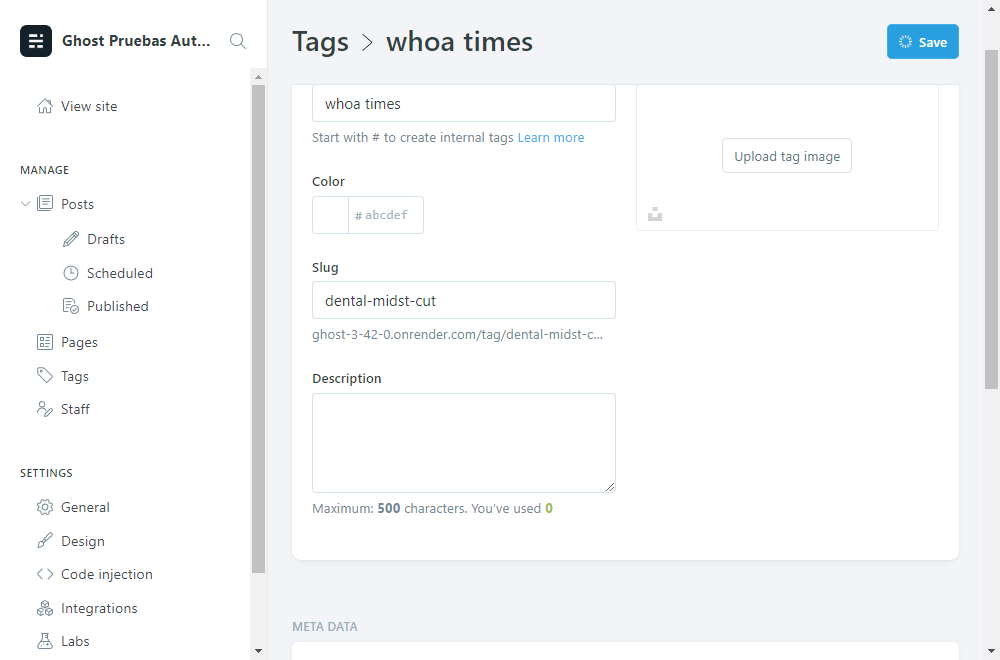 Ghost Pruebas Aut...
View site
MANAGE
Posts
Drafts
Scheduled
Published
Pages
Tags
Staff
SETTINGS
General
Design
Code injection
Integrations
Labs
Tags > whoa times
Save
whoa times
Start with # to create internal tags Learn more
Color
# abcdef
Slug
dental-midst-cut
ghost-3-42-0.onrender.com/tag/dental-midst-c...
Description
Maximum: 500 characters. You've used 0
Upload tag image
META DATA